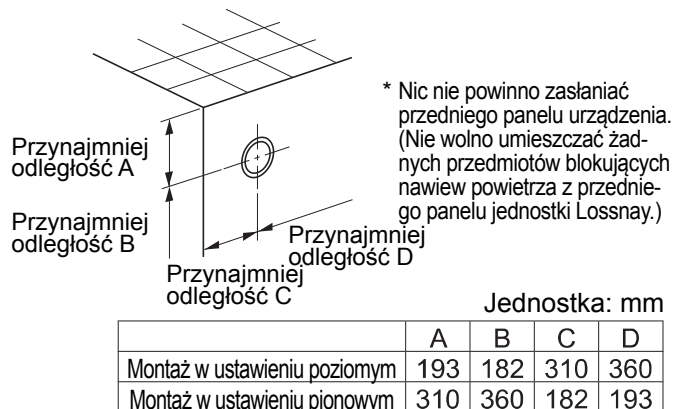 * Nic nie powinno zasłaniać
przedniego panelu urządzenia.
(Nie wolno umieszczać żad-
nych przedmiotów blokujących
nawiew powietrza z przednie-
go panelu jednostki Lossnay.)
Przynajmniej
odległość A
Przynajmniej
odległość B
Przynajmniej
odległość C
Przynajmniej
odległość D
Jednostka: mm
A B C D
Montaż w ustawieniu poziomym 193 182 310 360
Montaż w ustawieniu pionowym 310 360 182 193